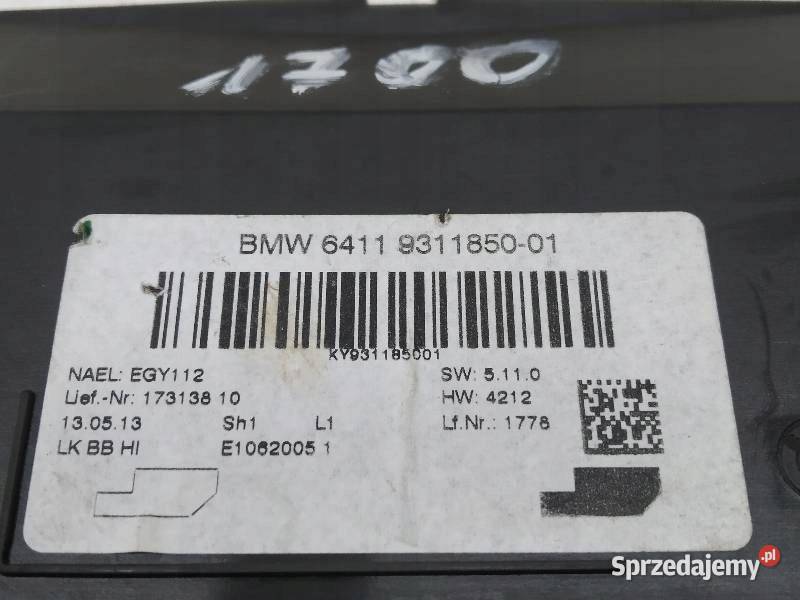 1700
BMW 6411 9311850-01
KY931185001
NAEL: EGY112
Lief.-Nr: 173138 10
13.05.13 Sh1 L1
LK BB HI E1062005 1
SW: 5.11.0
HW: 4212
Lf.Nr.: 1778
Sprzedajemy.pl